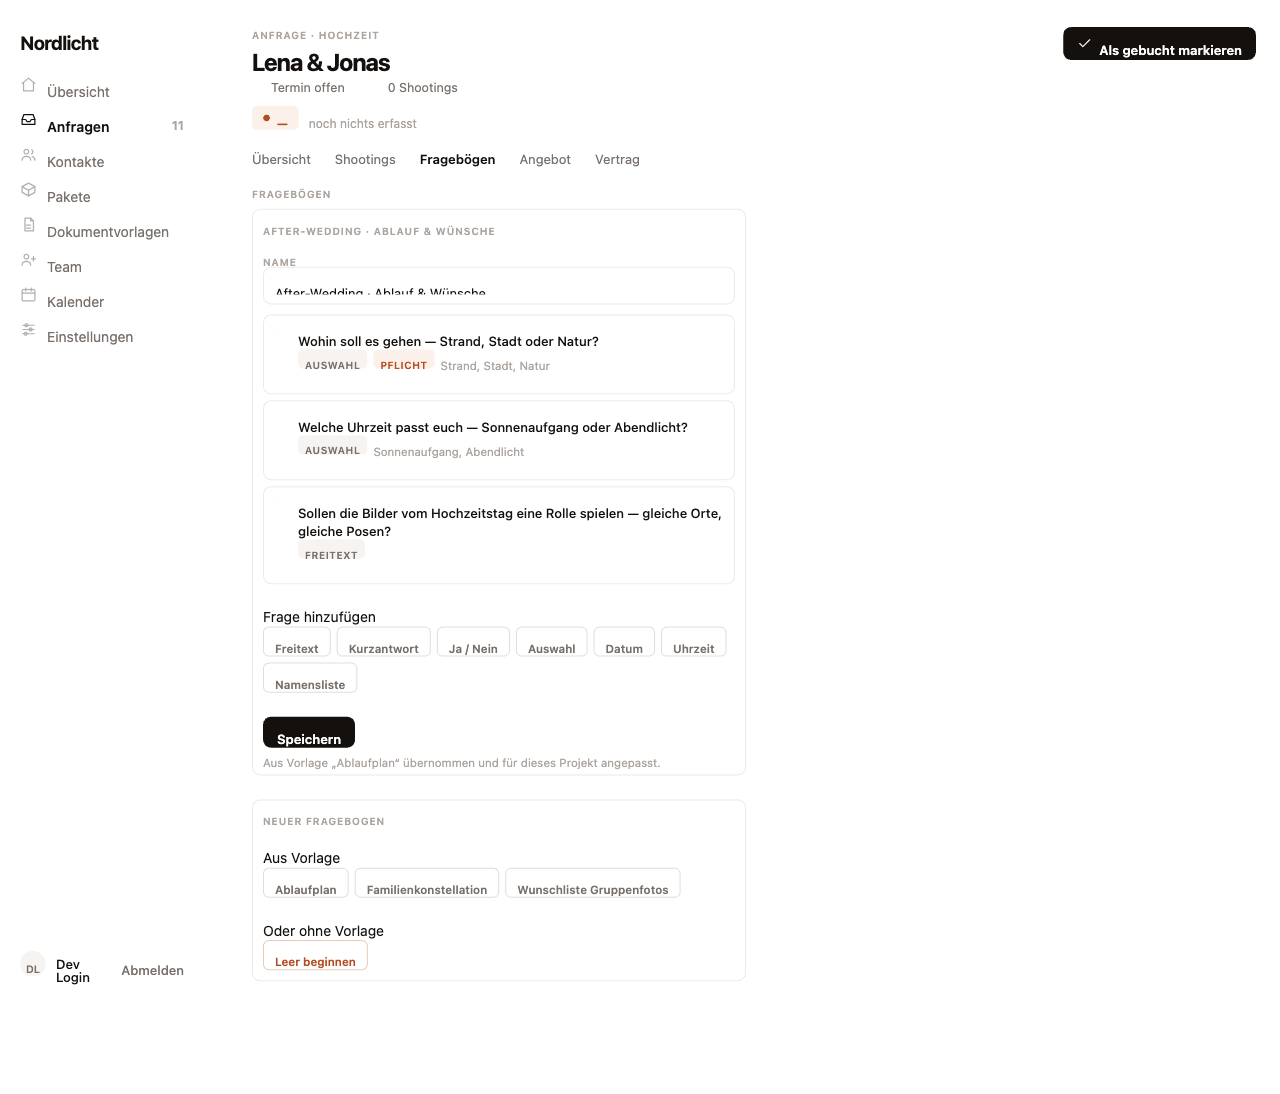 Nordlicht
Übersicht
Anfragen 11
Kontakte
Pakete
Dokumentvorlagen
Team
Kalender
Einstellungen
DL Dev Login Abmelden
ANFRAGE · HOCHZEIT
Lena & Jonas
Termin offen 0 Shootings
– noch nichts erfasst
Als gebucht markieren
Übersicht Shootings Fragebögen Angebot Vertrag
FRAGEBÖGEN
AFTER-WEDDING · ABLAUF & WÜNSCHE
NAME
After-Wedding · Ablauf & Wünsche
Wohin soll es gehen — Strand, Stadt oder Natur?
AUSWAHL PFLICHT Strand, Stadt, Natur
Welche Uhrzeit passt euch — Sonnenaufgang oder Abendlicht?
AUSWAHL Sonnenaufgang, Abendlicht
Sollen die Bilder vom Hochzeitstag eine Rolle spielen — gleiche Orte,
gleiche Posen?
FREITEXT
Frage hinzufügen
Freitext Kurzantwort Ja / Nein Auswahl Datum Uhrzeit
Namensliste
Speichern
Aus Vorlage „Ablaufplan“ übernommen und für dieses Projekt angepasst.
NEUER FRAGEBOGEN
Aus Vorlage
Ablaufplan Familienkonstellation Wunschliste Gruppenfotos
Oder ohne Vorlage
Leer beginnen